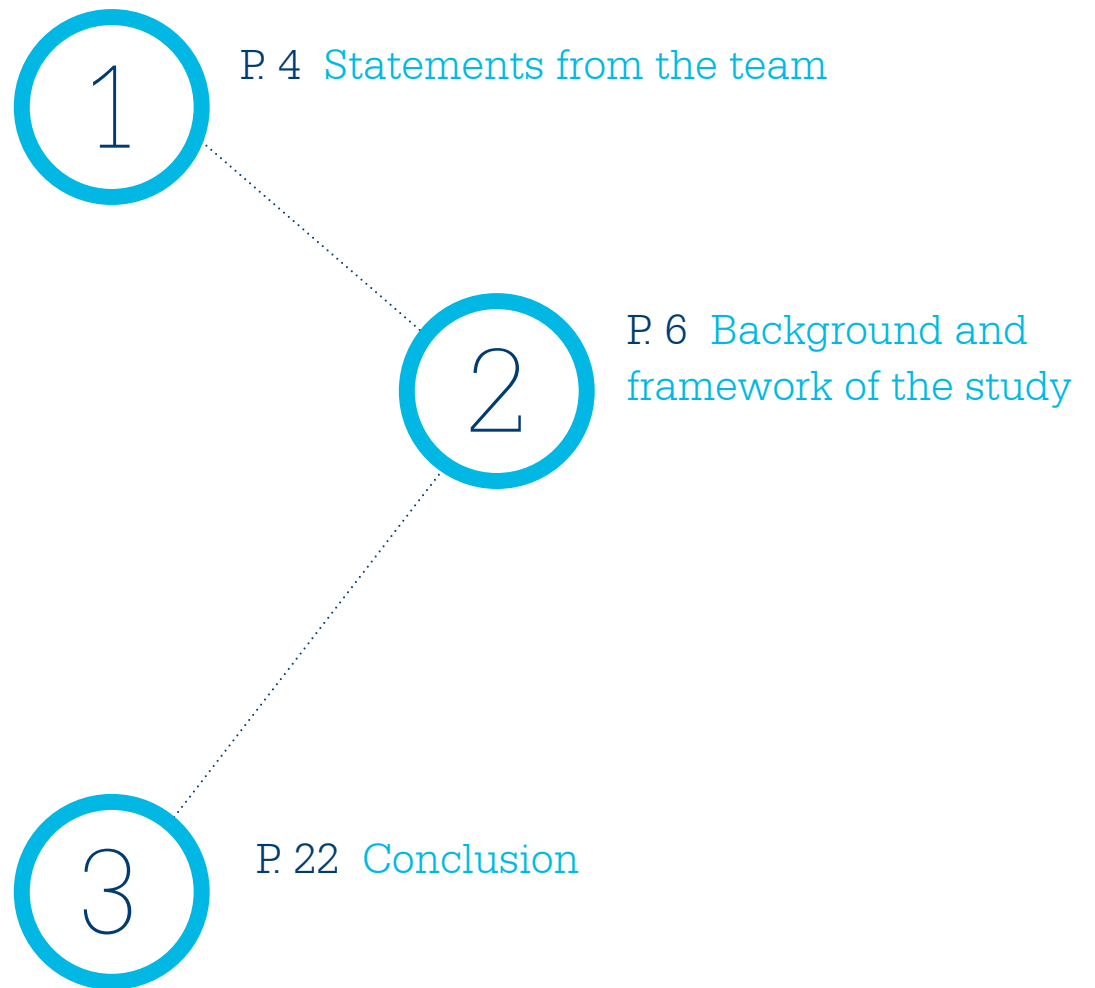 1
P. 4 Statements from the team
2
P. 6 Background and
framework of the study
3
P. 22 Conclusion